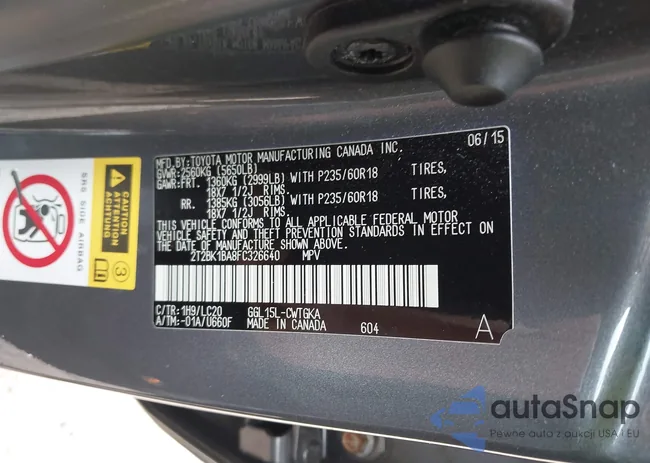 06/15
MFD.BY:TOYOTA MOTOR MANUFACTURING CANADA INC.
GVWR:2560KG (5650LB)
GAWR:FRT. 1360KG (2999LB) WITH P235/60R18 TIRES,
18X7 1/2J RIMS.
RR. 1385KG (3056LB) WITH P235/60R18 TIRES,
18X7 1/2J RIMS.
THIS VEHICLE CONFORMS TO ALL APPLICABLE FEDERAL MOTOR
VEHICLE SAFETY AND THEFT PREVENTION STANDARDS IN EFFECT ON
THE DATE OF MANUFACTURE SHOWN ABOVE.
2T2BK1BA8FC326640 MPV
C/TR:1H9/LC20 GGL15L-CWTGKA
A/TM:-01A/U660F MADE IN CANADA 604 A
CAUTION
ATTENTION
ACHTUNG
SRS SIDE AIRBAG
3
autaSnap
Pewne auta z aukcji USA i EU